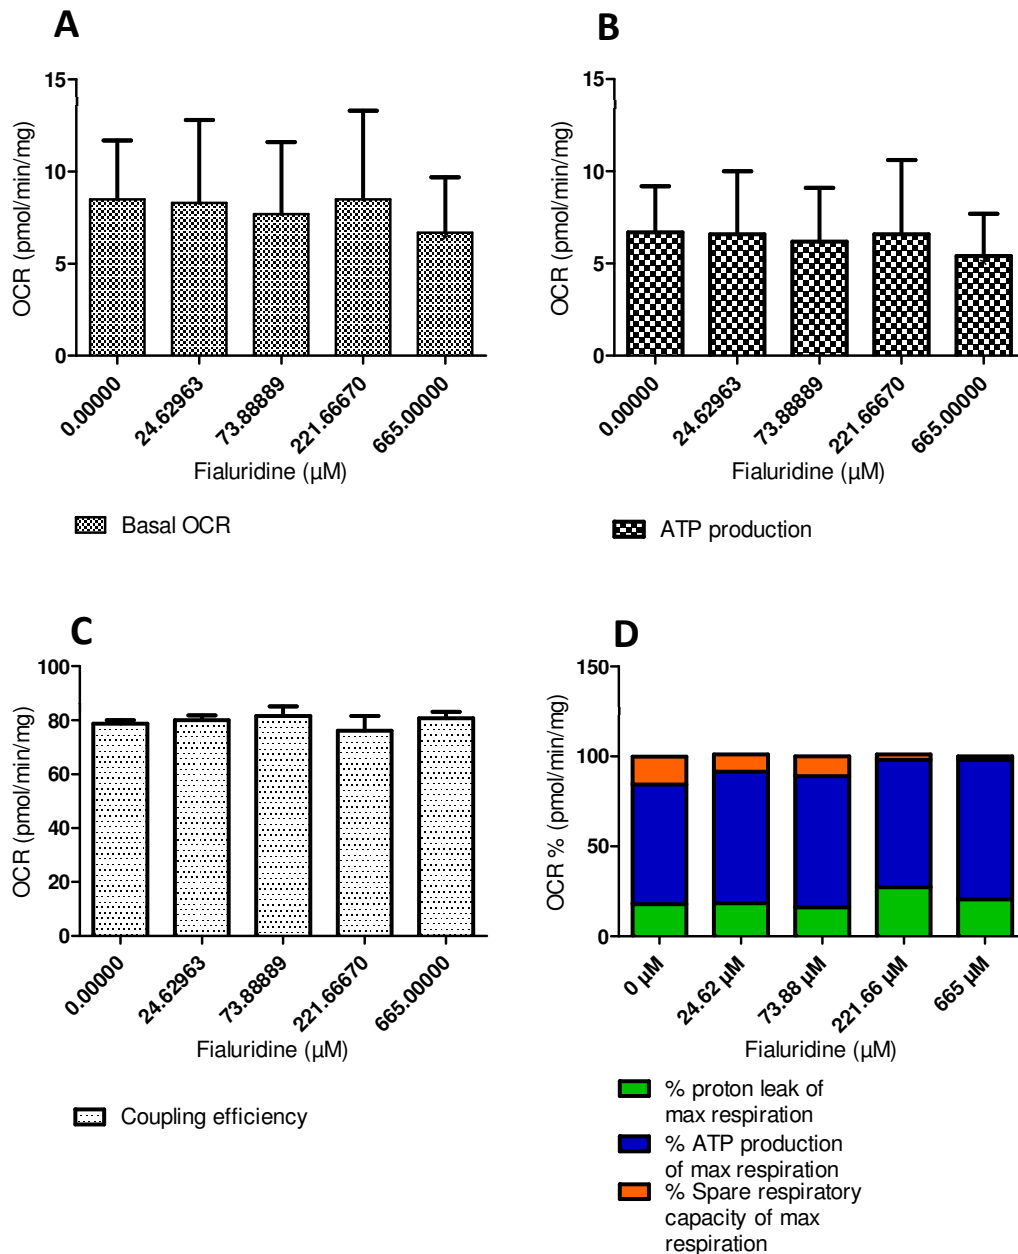 A
15
10
5
0
OCR (pmol/min/mg)
0.00000
24.62963
73.88889
221.66670
665.00000
Fialuridine (µM)
Basal OCR
B
15
10
5
0
OCR (pmol/min/mg)
0.00000
24.62963
73.88889
221.66670
665.00000
Fialuridine (µM)
ATP production
C
100
80
60
40
20
0
OCR (pmol/min/mg)
0.00000
24.62963
73.88889
221.66670
665.00000
Fialuridine (µM)
Coupling efficiency
D
150
100
50
0
OCR % (pmol/min/mg)
0 µM
24.62 µM
73.88 µM
221.66 µM
665 µM
Fialuridine (µM)
% proton leak of
max respiration
% ATP production
of max respiration
% Spare respiratory
capacity of max
respiration